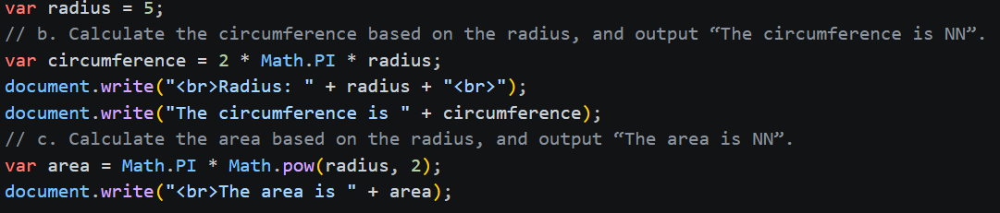 var radius = 5;
// b. Calculate the circumference based on the radius, and output “The circumference is NN”.
var circumference = 2 * Math.PI * radius;
document.write("<br>Radius: " + radius + "<br>");
document.write("The circumference is " + circumference);
// c. Calculate the area based on the radius, and output “The area is NN”.
var area = Math.PI * Math.pow(radius, 2);
document.write("<br>The area is " + area);